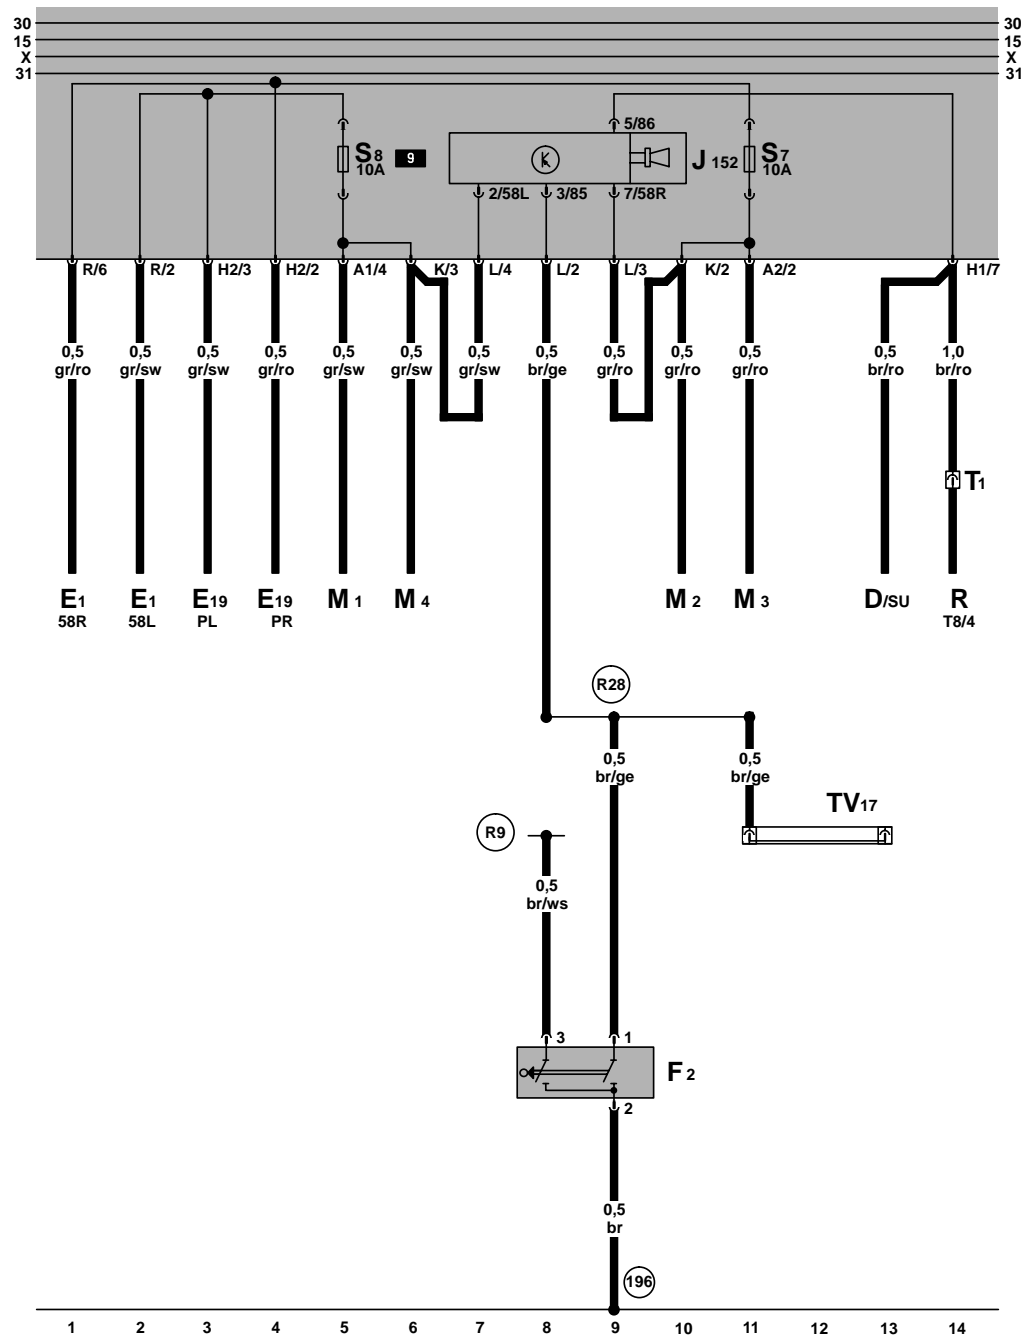 30 30
15 15
X X
31 31
5/86
S8 10A 9 J 152 S7 10A
2/58L 3/85 7/58R
R/6 R/2 H2/3 H2/2 A1/4 K/3 L/4 L/2 L/3 K/2 A2/2 H1/7
0,5 0,5 0,5 0,5 0,5 0,5 0,5 0,5 0,5 0,5 0,5 0,5 1,0
gr/ro gr/sw gr/sw gr/ro gr/sw gr/sw gr/sw br/ge gr/ro gr/ro gr/ro br/ro br/ro
T1
E1 E1 E19 E19 M 1 M 4 M 2 M 3 D/SU R
58R 58L PL PR T8/4
R28
0,5 0,5
br/ge br/ge
TV17
R9
0,5
br/ws
3 1
F 2
2
0,5
br
196
1 2 3 4 5 6 7 8 9 10 11 12 13 14